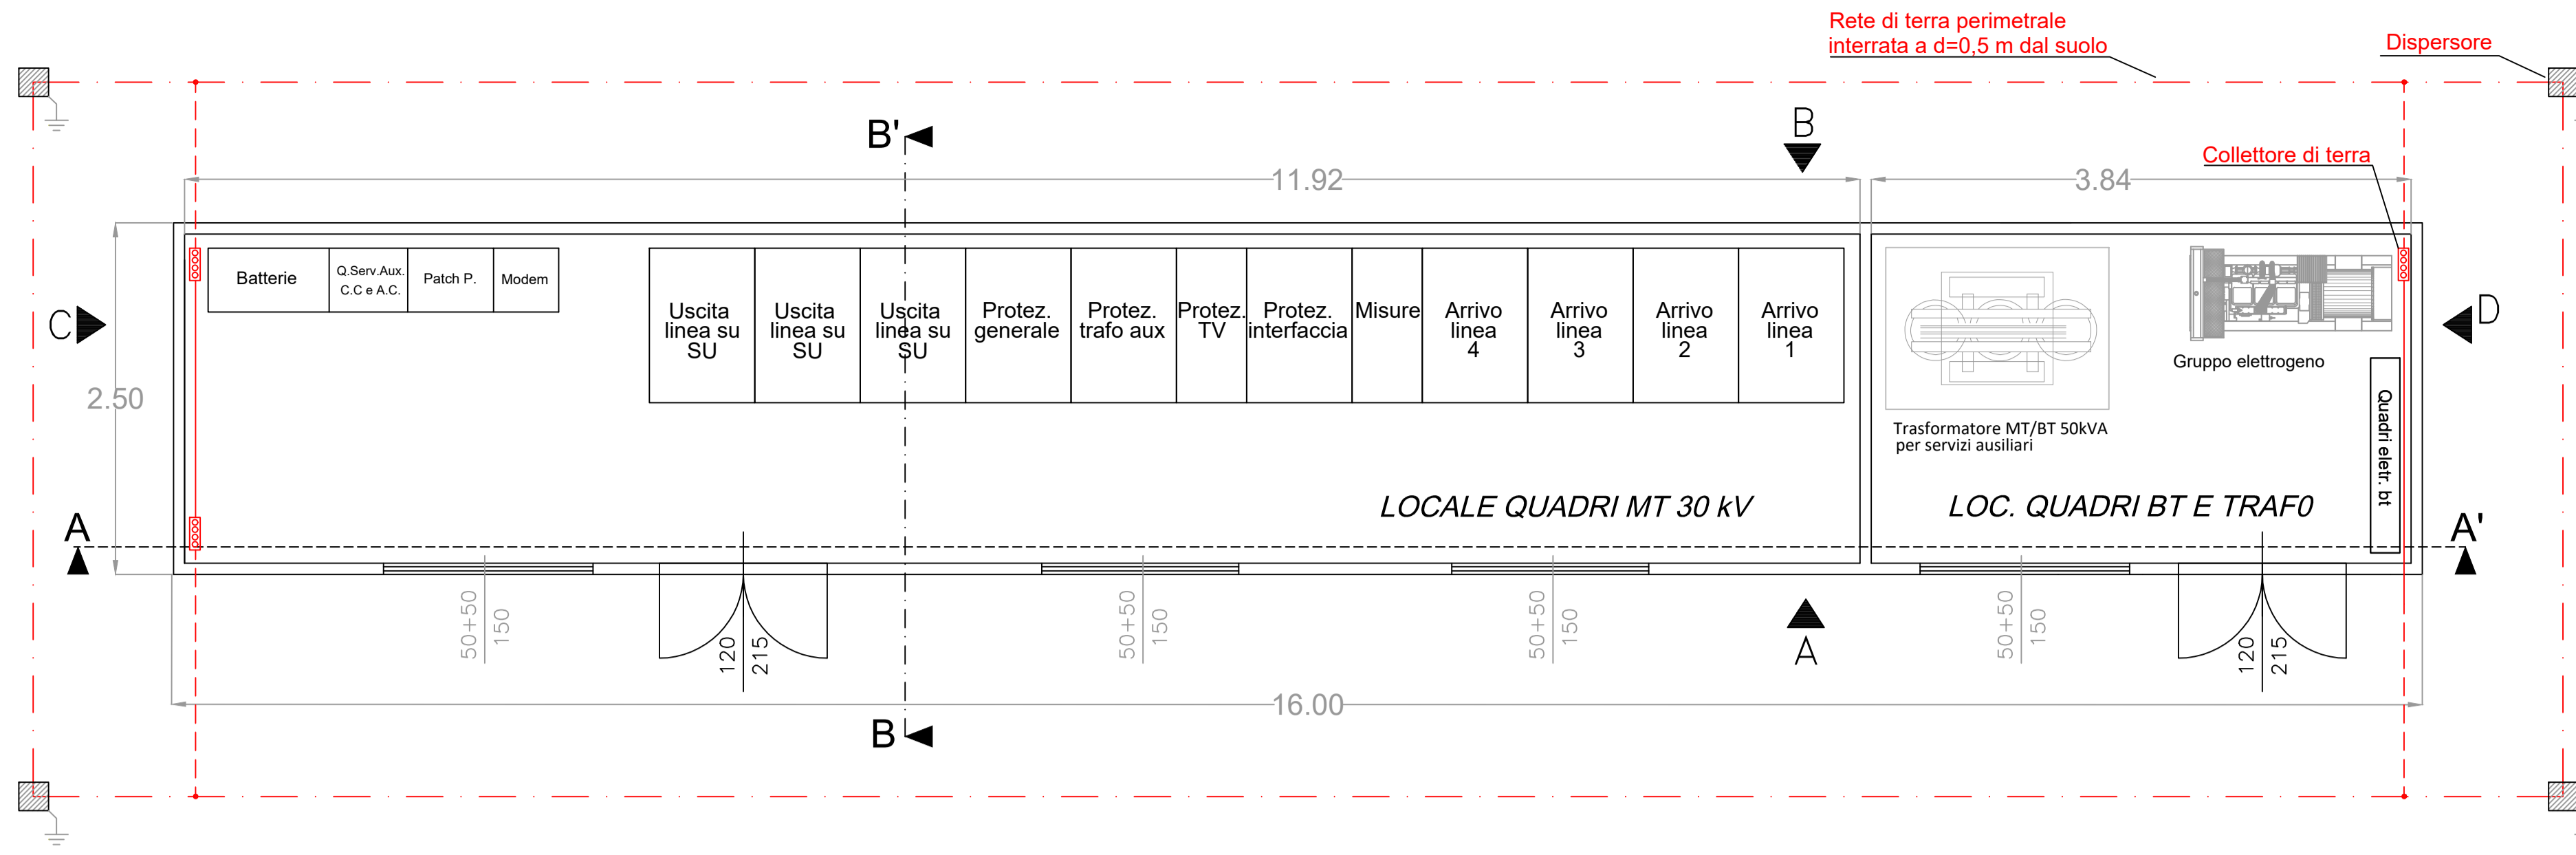 Rete di terra perimetrale
interrata a d=0,5 m dal suolo
Dispersore
B'
B
Collettore di terra
11.92
3.84
Batterie
Q.Serv.Aux.
C.C e A.C.
Patch P.
Modem
Uscita
linea su
SU
Uscita
linea su
SU
Uscita
linea su
SU
Protez.
generale
Protez.
trafo aux
Protez.
TV
Protez.
interfaccia
Misure
Arrivo
linea
4
Arrivo
linea
3
Arrivo
linea
2
Arrivo
linea
1
C
D
Gruppo elettrogeno
2.50
Trasformatore MT/BT 50kVA
per servizi ausiliari
Quadri eletr. bt
LOCALE QUADRI MT 30 kV
LOC. QUADRI BT E TRAF0
A
A'
50+50
150
120
215
50+50
150
50+50
150
A
50+50
150
120
215
16.00
B